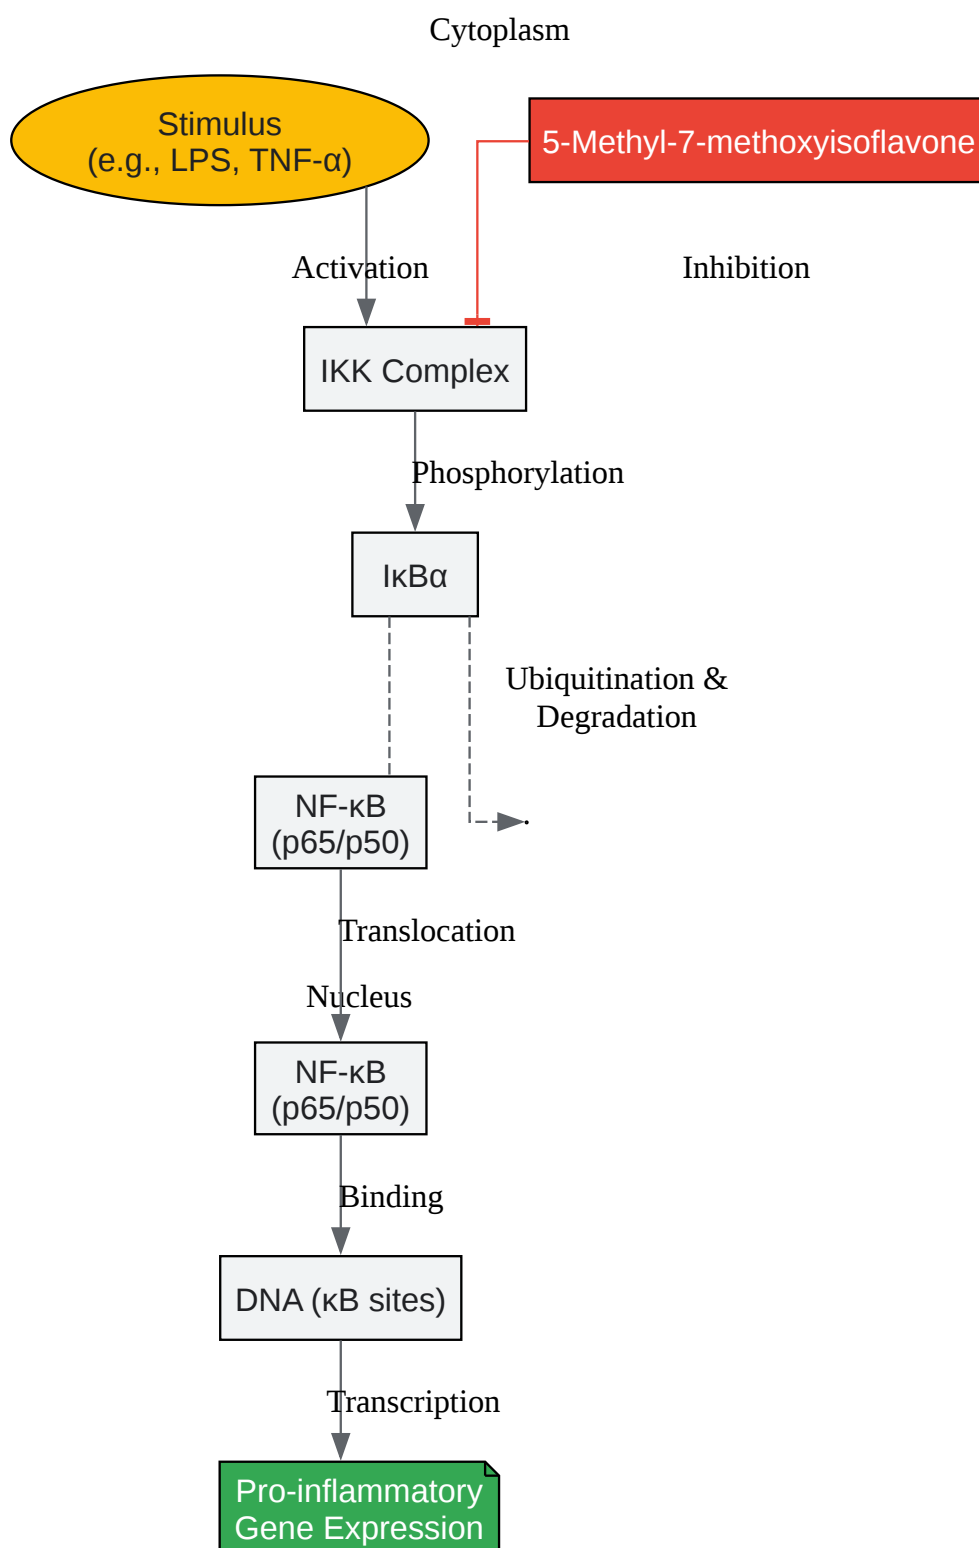 Cytoplasm
Stimulus
(e.g., LPS, TNF-α)
5-Methyl-7-methoxyisoflavone
Activation
Inhibition
IKK Complex
Phosphorylation
IκBα
Ubiquitination &
Degradation
NF-κB
(p65/p50)
Translocation
Nucleus
NF-κB
(p65/p50)
Binding
DNA (κB sites)
Transcription
Pro-inflammatory
Gene Expression